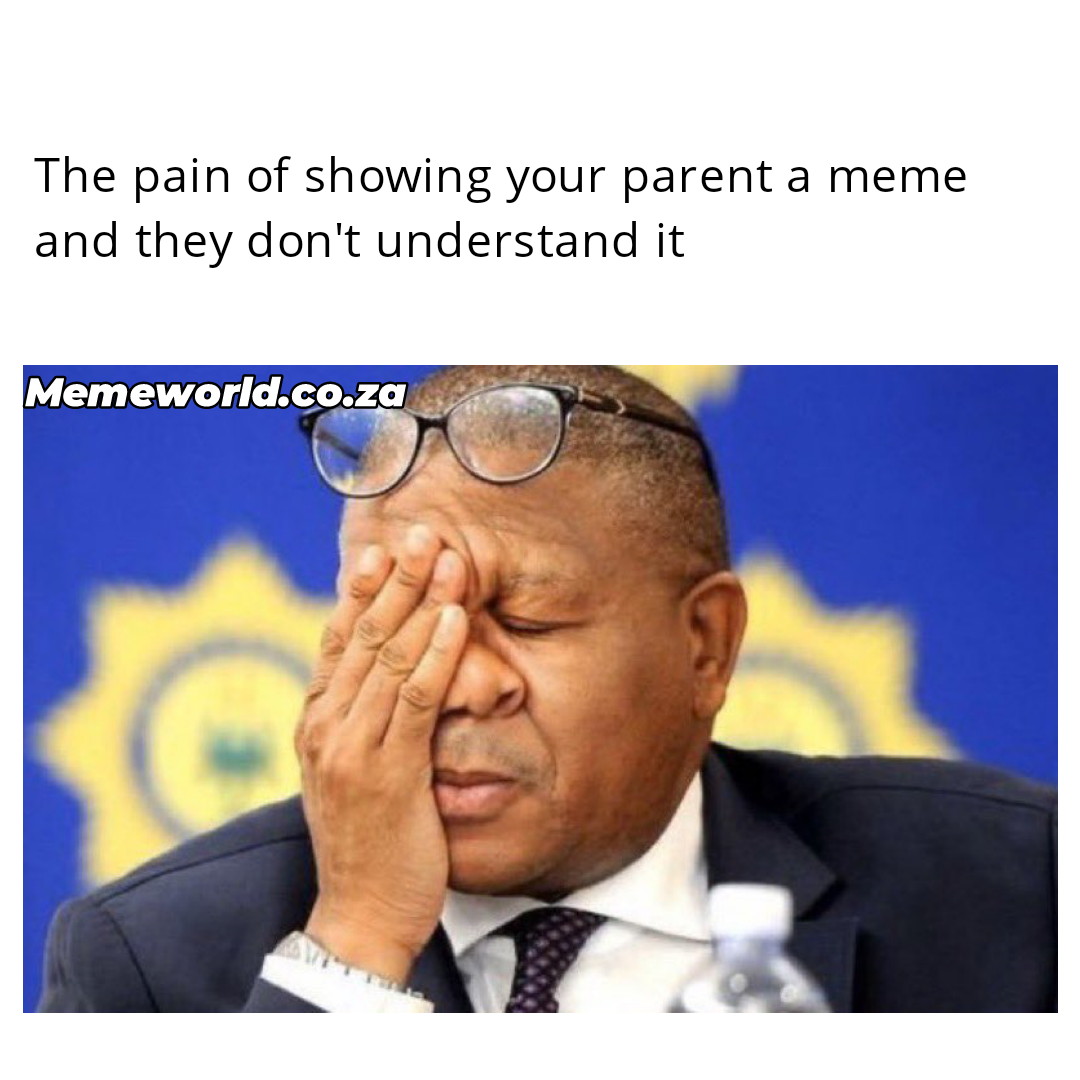 The pain of showing your parent a meme
and they don't understand it
Memeworld.co.za